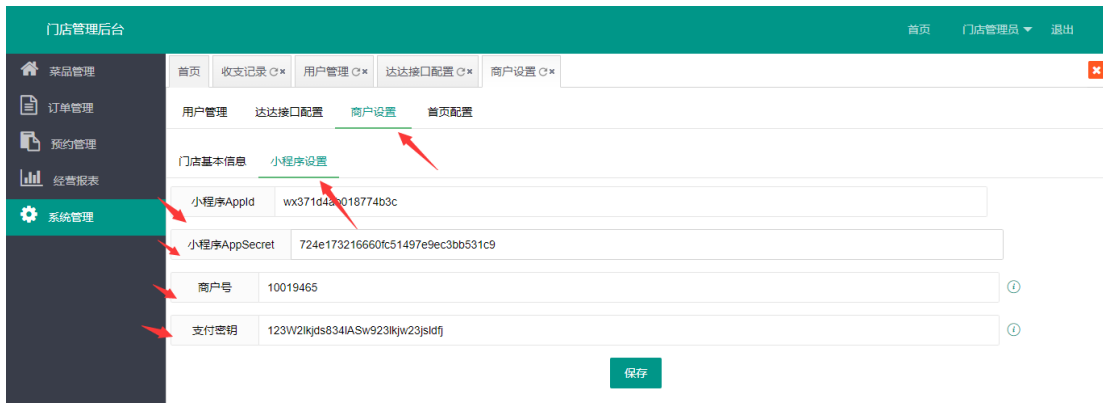 门店管理后台 首页 门店管理员 退出
菜品管理
订单管理
预约管理
经营报表
系统管理
首页 收支记录 用户管理 达达接口配置 商户设置
用户管理 达达接口配置 商户设置 首页配置
门店基本信息 小程序设置
小程序AppId
小程序AppSecret 724e173216660fc51497e9ec3bb531c9
商户号 10019465
支付密钥
保存